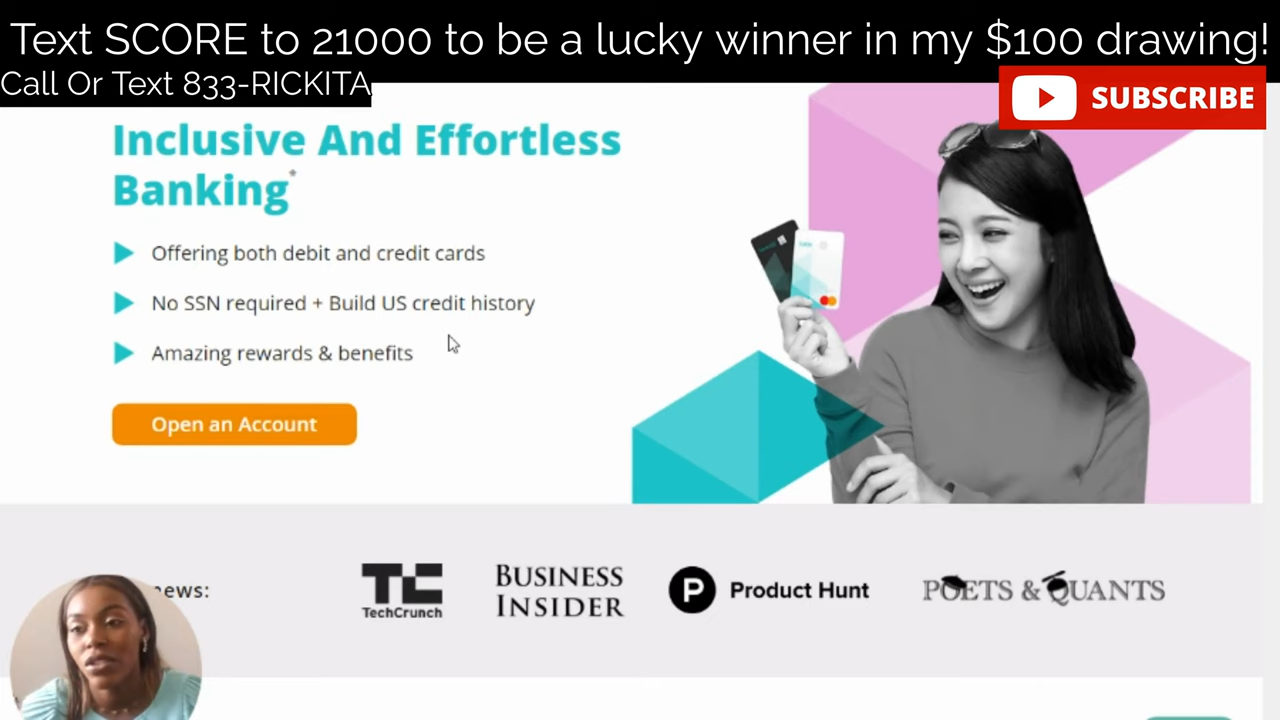 Text SCORE to 21000 to be a lucky winner in my $100 drawing!
Call Or Text 833-RICKITA
SUBSCRIBE
Inclusive And Effortless
Banking*
Offering both debit and credit cards
No SSN required + Build US credit history
Amazing rewards & benefits
Open an Account
news:
TC
TechCrunch
BUSINESS
INSIDER
P Product Hunt
POETS & QUANTS